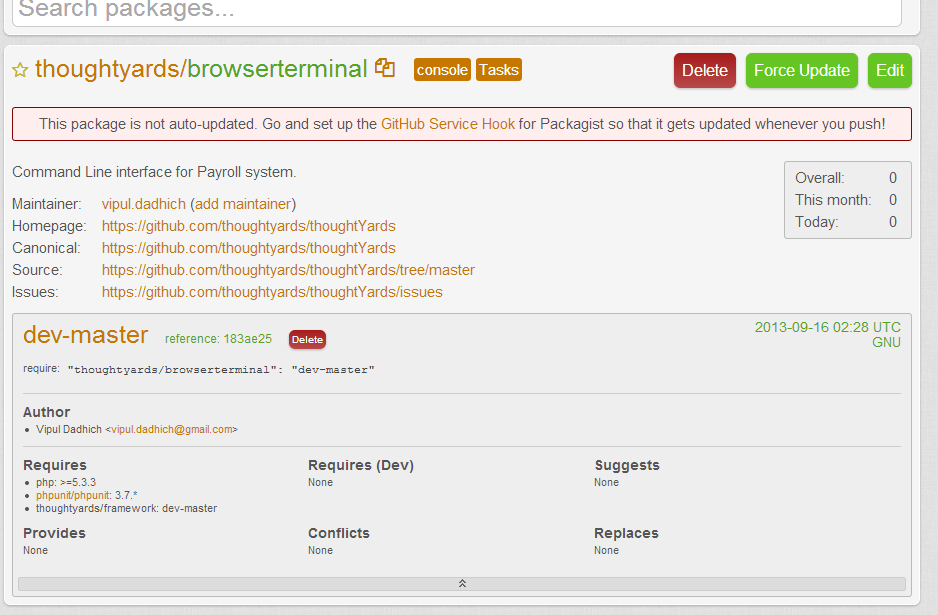 Search packages...
thoughtyards/browserterminal console Tasks Delete Force Update Edit
This package is not auto-updated. Go and set up the GitHub Service Hook for Packagist so that it gets updated whenever you push!
Command Line interface for Payroll system.
Overall: 0
This month: 0
Today: 0
Maintainer: vipul.dadhich (add maintainer)
Homepage: https://github.com/thoughtyards/thoughtYards
Canonical: https://github.com/thoughtyards/thoughtYards
Source: https://github.com/thoughtyards/thoughtYards/tree/master
Issues: https://github.com/thoughtyards/thoughtYards/issues
dev-master reference: 183ae25 Delete 2013-09-16 02:28 UTC
GNU
require: "thoughtyards/browserterminal": "dev-master"
Author
• Vipul Dadhich <vipul.dadhich@gmail.com>
Requires
• php: >=5.3.3
• phpunit/phpunit: 3.7.*
• thoughtyards/framework: dev-master
Requires (Dev)
None
Suggests
None
Provides
None
Conflicts
None
Replaces
None